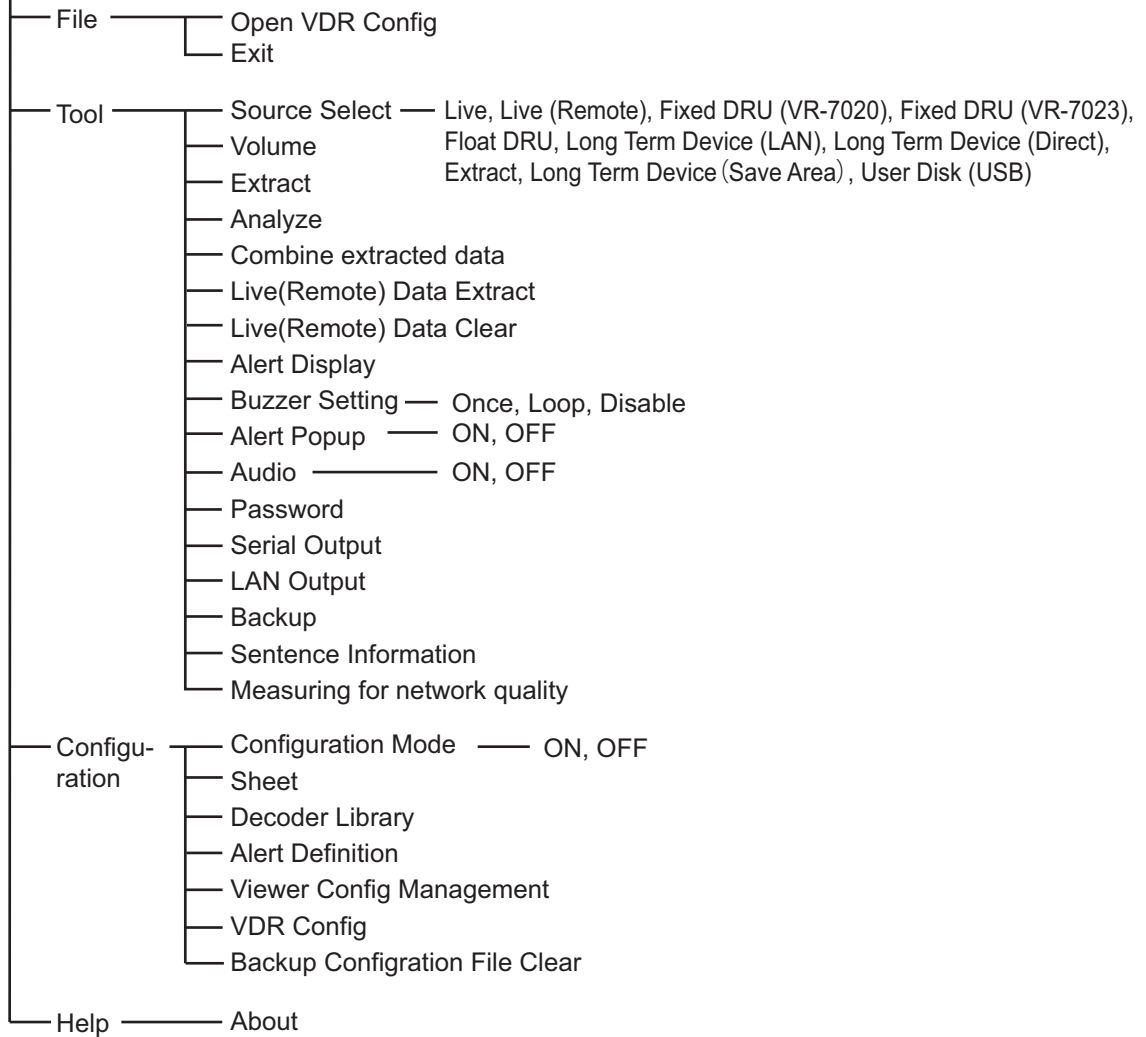 File
Open VDR Config
Exit
Tool
Source Select
Live, Live (Remote), Fixed DRU (VR-7020), Fixed DRU (VR-7023),
Float DRU, Long Term Device (LAN), Long Term Device (Direct),
Extract, Long Term Device（Save Area）, User Disk (USB)
Volume
Extract
Analyze
Combine extracted data
Live(Remote) Data Extract
Live(Remote) Data Clear
Alert Display
Buzzer Setting
Once, Loop, Disable
Alert Popup
ON, OFF
Audio
ON, OFF
Password
Serial Output
LAN Output
Backup
Sentence Information
Measuring for network quality
Configu-
ration
Configuration Mode
ON, OFF
Sheet
Decoder Library
Alert Definition
Viewer Config Management
VDR Config
Backup Configration File Clear
Help
About